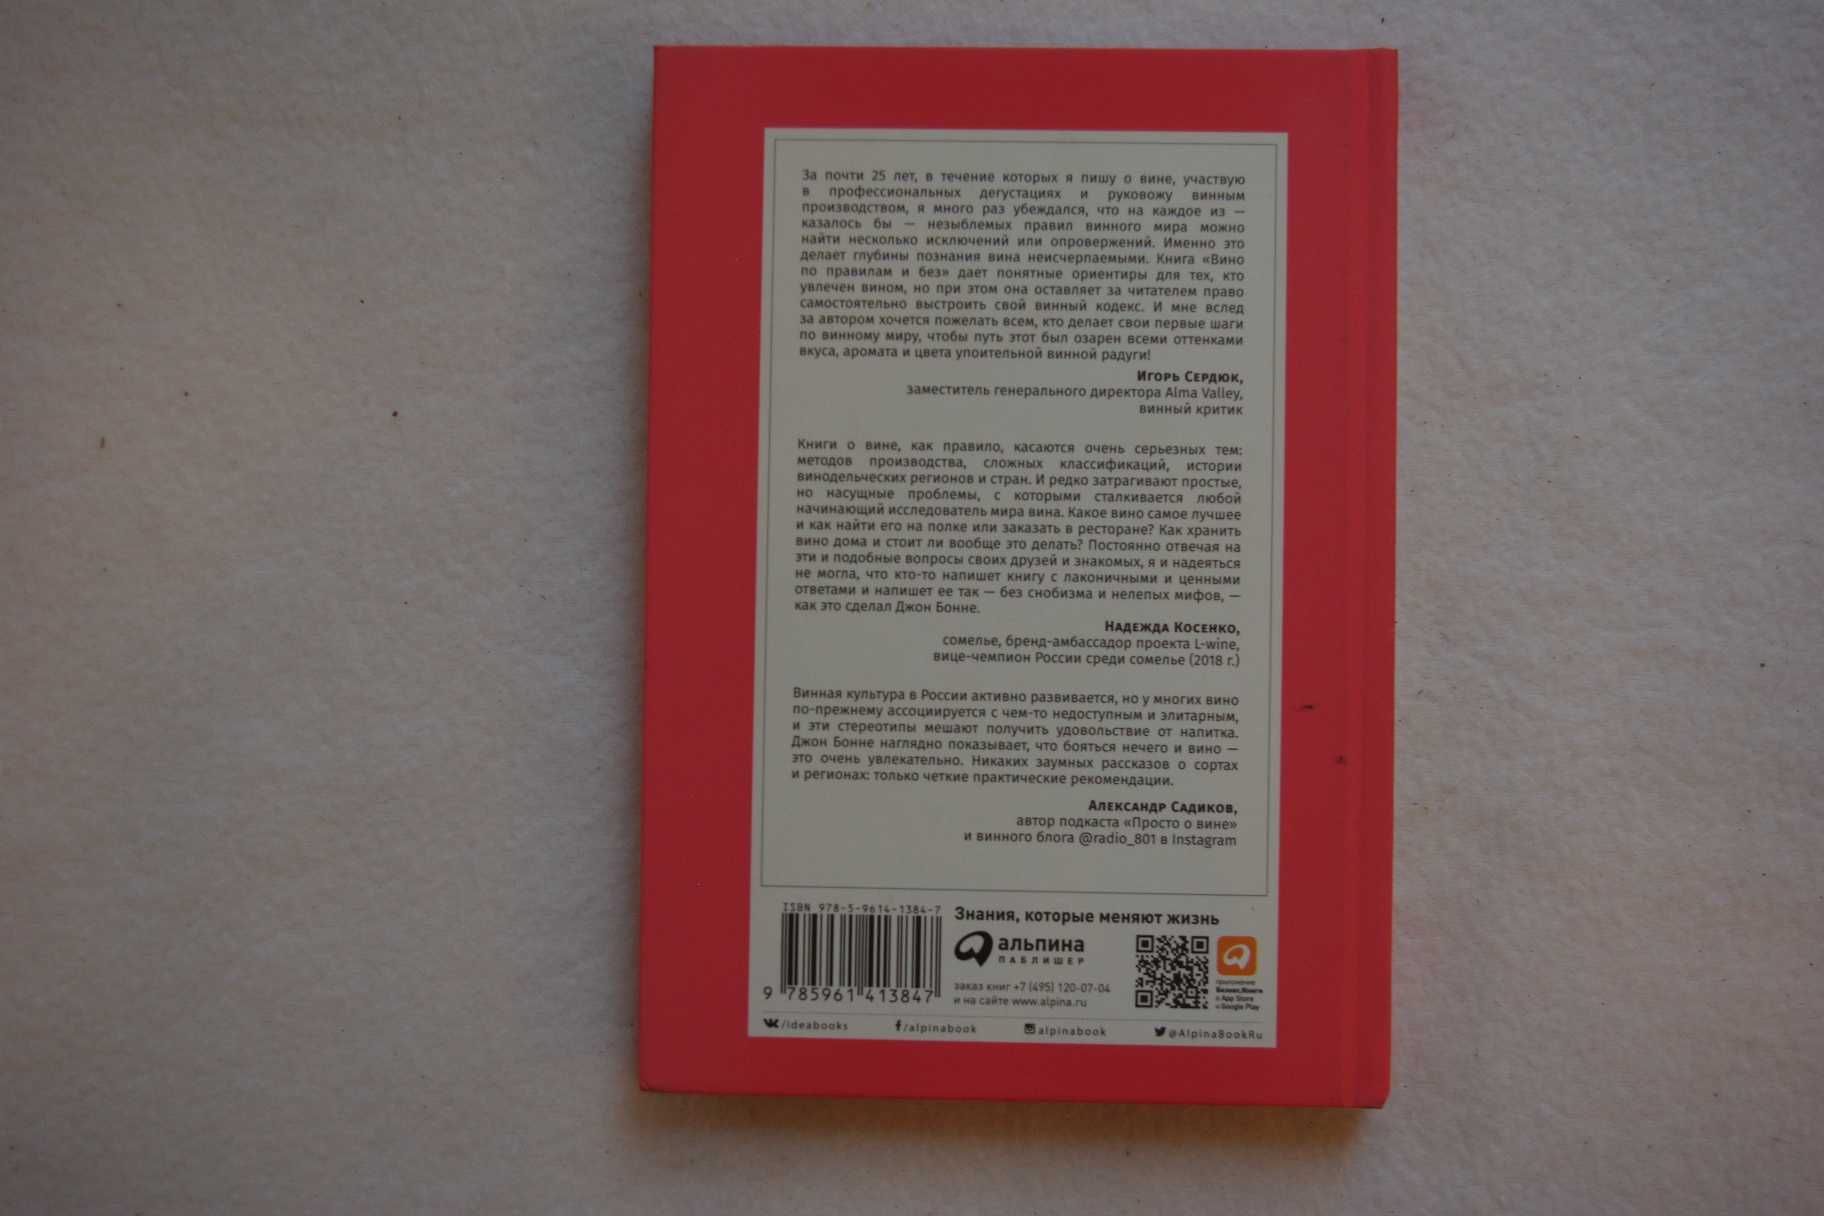 За почти 25 лет, в течение которых я пишу о вине, участвую
в профессиональных дегустациях и руковожу винным
производством, я много раз убеждался, что на каждое из —
казалось бы — незыблемых правил винного мира можно
найти несколько исключений или опровержений. Именно это
делает глубины познания вина неисчерпаемыми. Книга «Вино
по правилам и без» дает понятные ориентиры для тех, кто
увлечен вином, но при этом она оставляет за читателем право
самостоятельно выстроить свой винный кодекс. И мне вслед
за автором хочется пожелать всем, кто делает свои первые шаги
по винному миру, чтобы путь этот был озарен всеми оттенками
вкуса, аромата и цвета упоительной винной радуги!
Игорь Сердюк,
заместитель генерального директора Alma Valley,
винный критик
Книги о вине, как правило, касаются очень серьезных тем:
методов производства, сложных классификаций, истории
винодельческих регионов и стран. И редко затрагивают простые,
но насущные проблемы, с которыми сталкивается любой
начинающий исследователь мира вина. Какое вино самое лучшее
и как найти его на полке или заказать в ресторане? Как хранить
вино дома и стоит ли вообще это делать? Постоянно отвечая на
эти и подобные вопросы своих друзей и знакомых, я и надеяться
не могла, что кто-то напишет книгу с лаконичными и ценными
ответами и напишет ее так — без снобизма и нелепых мифов, —
как это сделал Джон Бонне.
Надежда Косенко,
сомелье, бренд-амбассадор проекта L-wine,
вице-чемпион России среди сомелье (2018 г.)
Винная культура в России активно развивается, но у многих вино
по-прежнему ассоциируется с чем-то недоступным и элитарным,
и эти стереотипы мешают получить удовольствие от напитка.
Джон Бонне наглядно показывает, что бояться нечего и вино —
это очень увлекательно. Никаких заумных рассказов о сортах
и регионах: только четкие практические рекомендации.
Александр Садиков,
автор подкаста «Просто о вине»
и винного блога @radio_801 в Instagram
ISBN 978-5-9614-1384-7
9 785961 413847
Знания, которые меняют жизнь
альпина
ПАБЛИШЕР
заказ книг +7 (495) 120-07-04
и на сайте www.alpina.ru
приложение
Бизнес.Книги
в App Store
и Google Play
/ideabooks
/alpinabook
alpinabook
@AlpinaBookRu